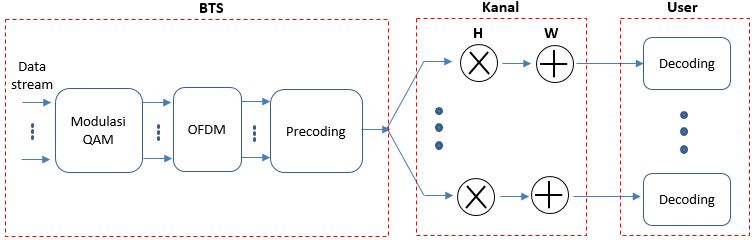 BTS
Kanal
User
H
W
Data
stream
Modulasi
QAM
OFDM
Precoding
Decoding
Decoding